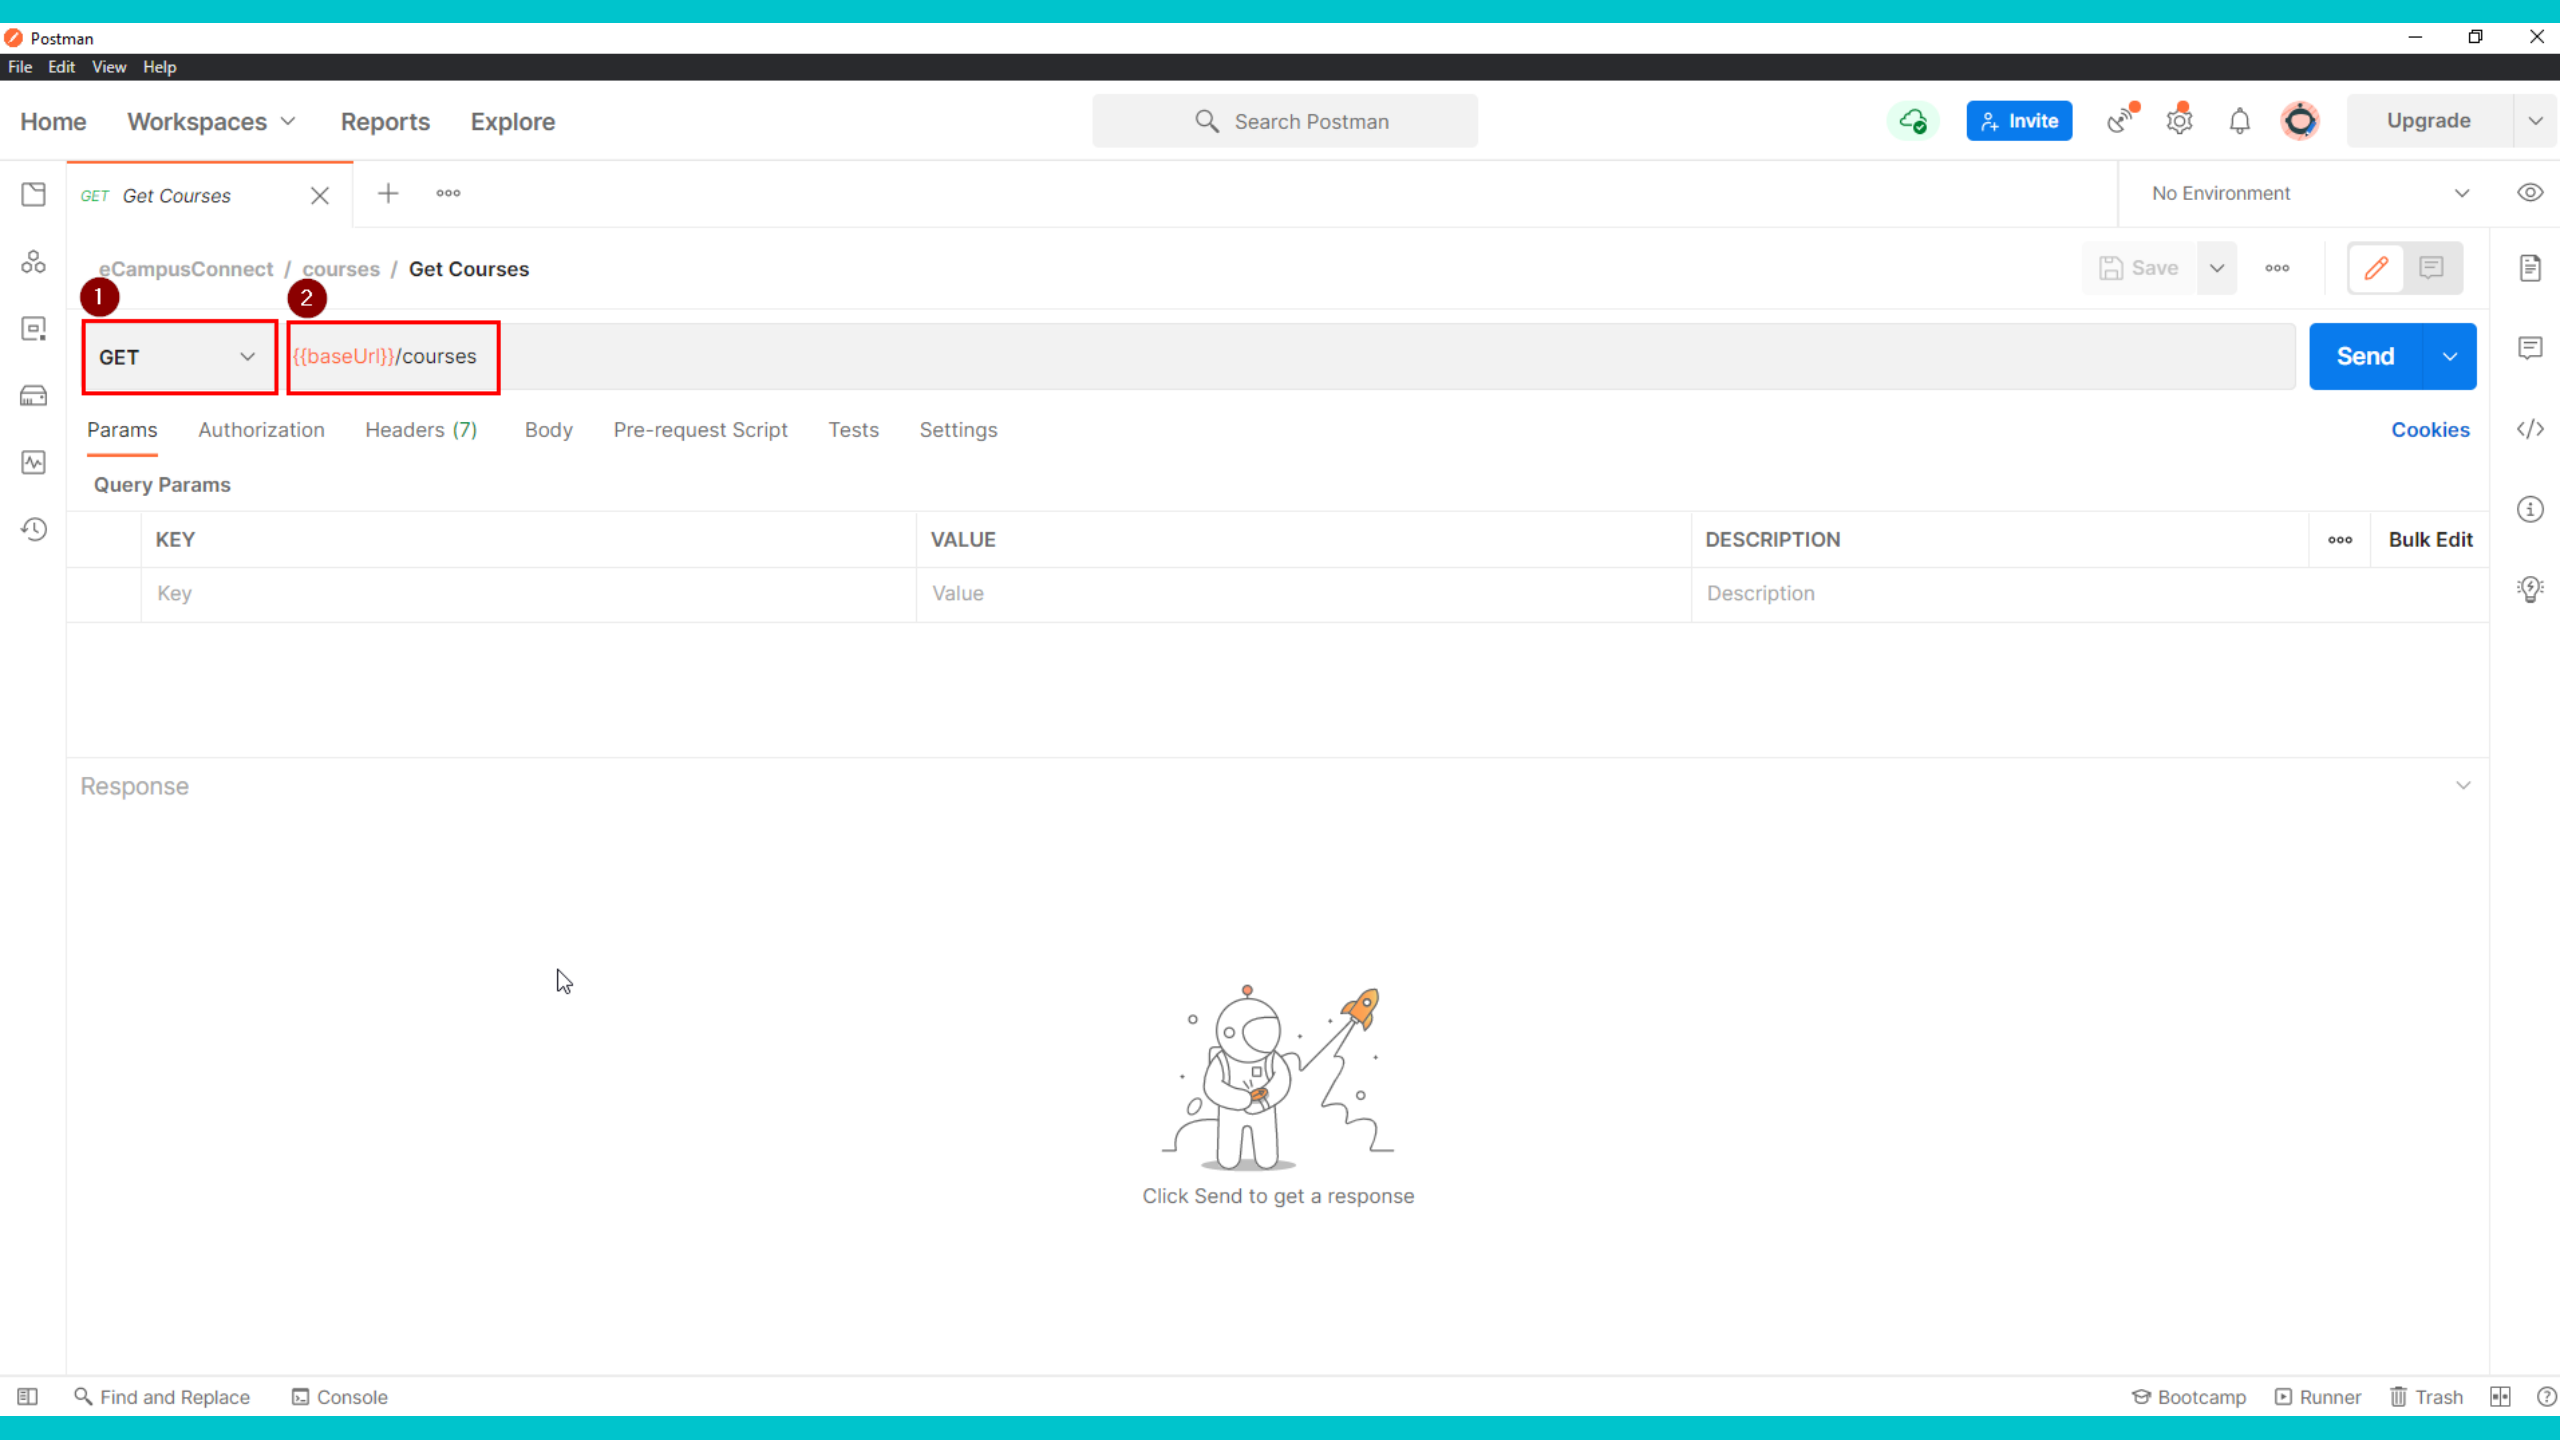 Postman
File Edit View Help
Home Workspaces Reports Explore Search Postman Invite Upgrade
GET Get Courses No Environment
eCampusConnect / courses / Get Courses Save
1 2
GET {{baseUrl}}/courses Send
Params Authorization Headers (7) Body Pre-request Script Tests Settings Cookies
Query Params
KEY VALUE DESCRIPTION Bulk Edit
Key Value Description
Response
Click Send to get a response
Find and Replace Console Bootcamp Runner Trash